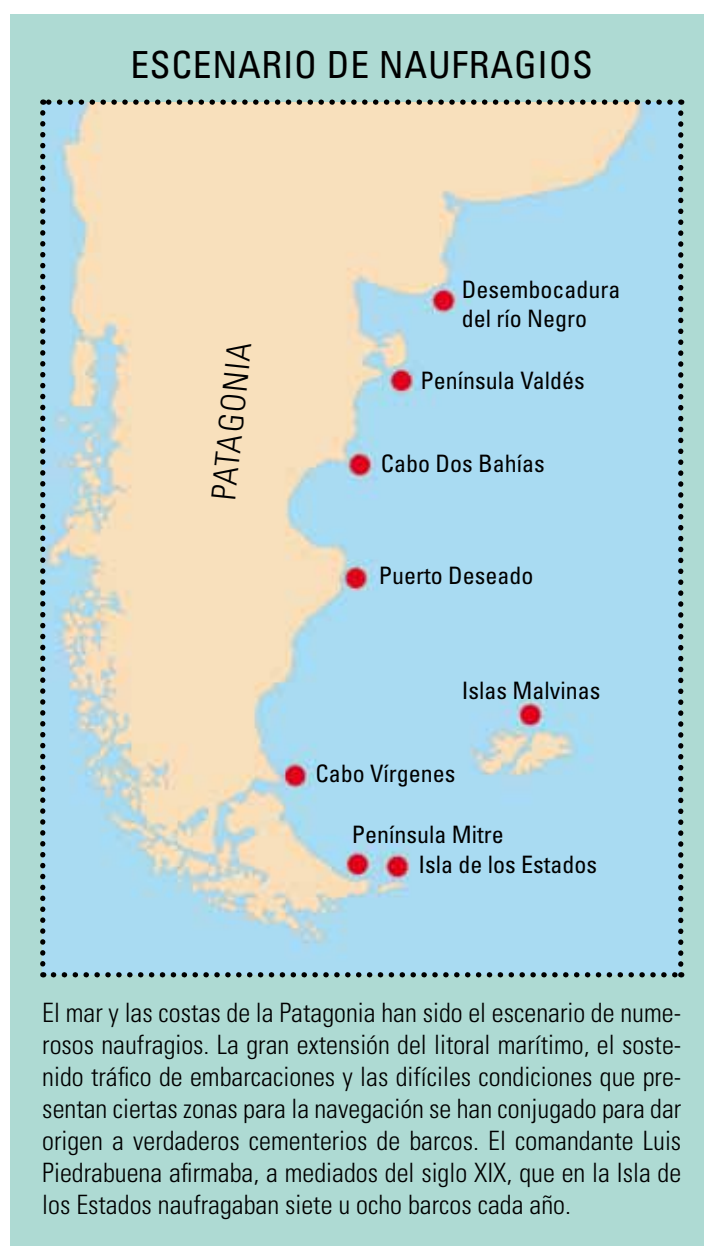 ESCENARIO DE NAUFRAGIOS
Desembocadura
del río Negro
Península Valdés
PATAGONIA
Cabo Dos Bahías
Puerto Deseado
Islas Malvinas
Cabo Vírgenes
Península Mitre
Isla de los Estados
El mar y las costas de la Patagonia han sido el escenario de nume-
rosos naufragios. La gran extensión del litoral marítimo, el soste-
nido tráfico de embarcaciones y las difíciles condiciones que pre-
sentan ciertas zonas para la navegación se han conjugado para dar
origen a verdaderos cementerios de barcos. El comandante Luis
Piedrabuena afirmaba, a mediados del siglo XIX, que en la Isla de
los Estados naufragaban siete u ocho barcos cada año.